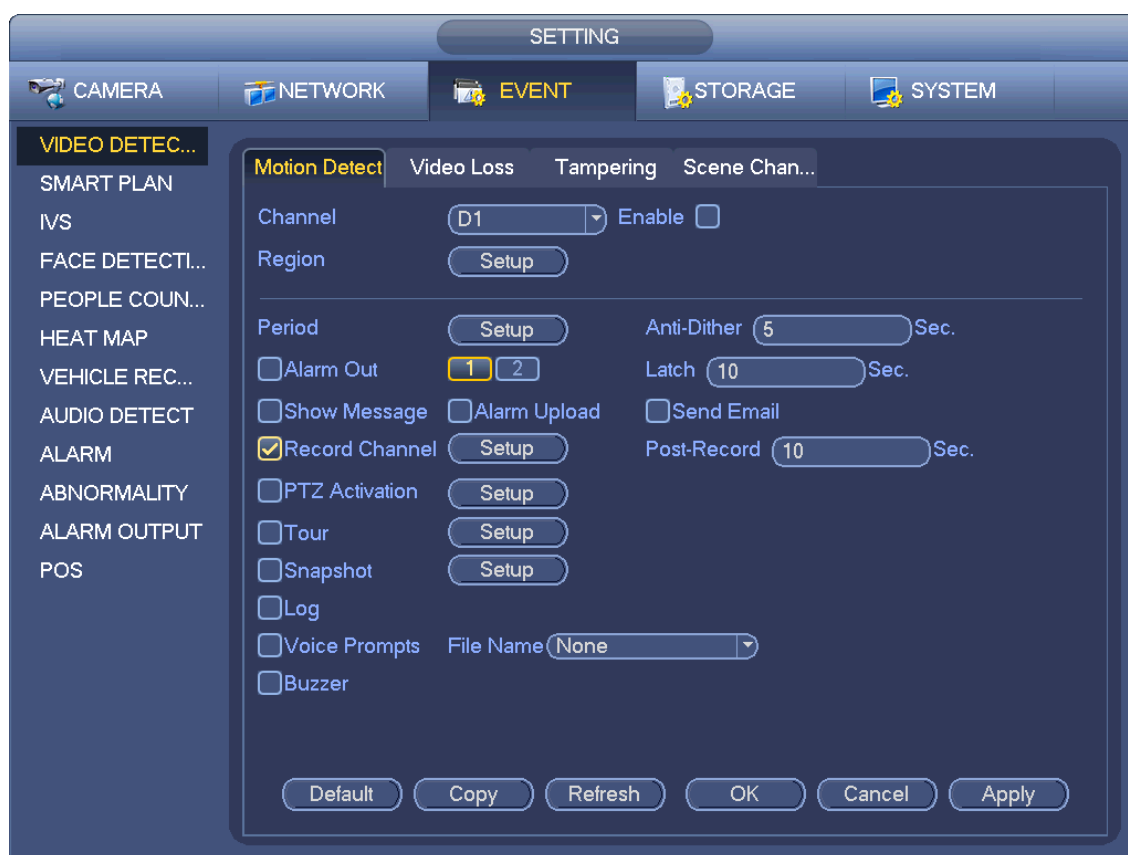 SETTING
CAMERA NETWORK EVENT STORAGE SYSTEM
VIDEO DETEC...
SMART PLAN
IVS
FACE DETECTI...
PEOPLE COUN...
HEAT MAP
VEHICLE REC...
AUDIO DETECT
ALARM
ABNORMALITY
ALARM OUTPUT
POS
Motion Detect Video Loss Tampering Scene Chan...
Channel D1 Enable
Region Setup
Period Setup Anti-Dither 5 Sec.
Alarm Out 1 2 Latch 10 Sec.
Show Message Alarm Upload Send Email
Record Channel Setup Post-Record 10 Sec.
PTZ Activation Setup
Tour Setup
Snapshot Setup
Log
Voice Prompts File Name None
Buzzer
Default Copy Refresh OK Cancel Apply